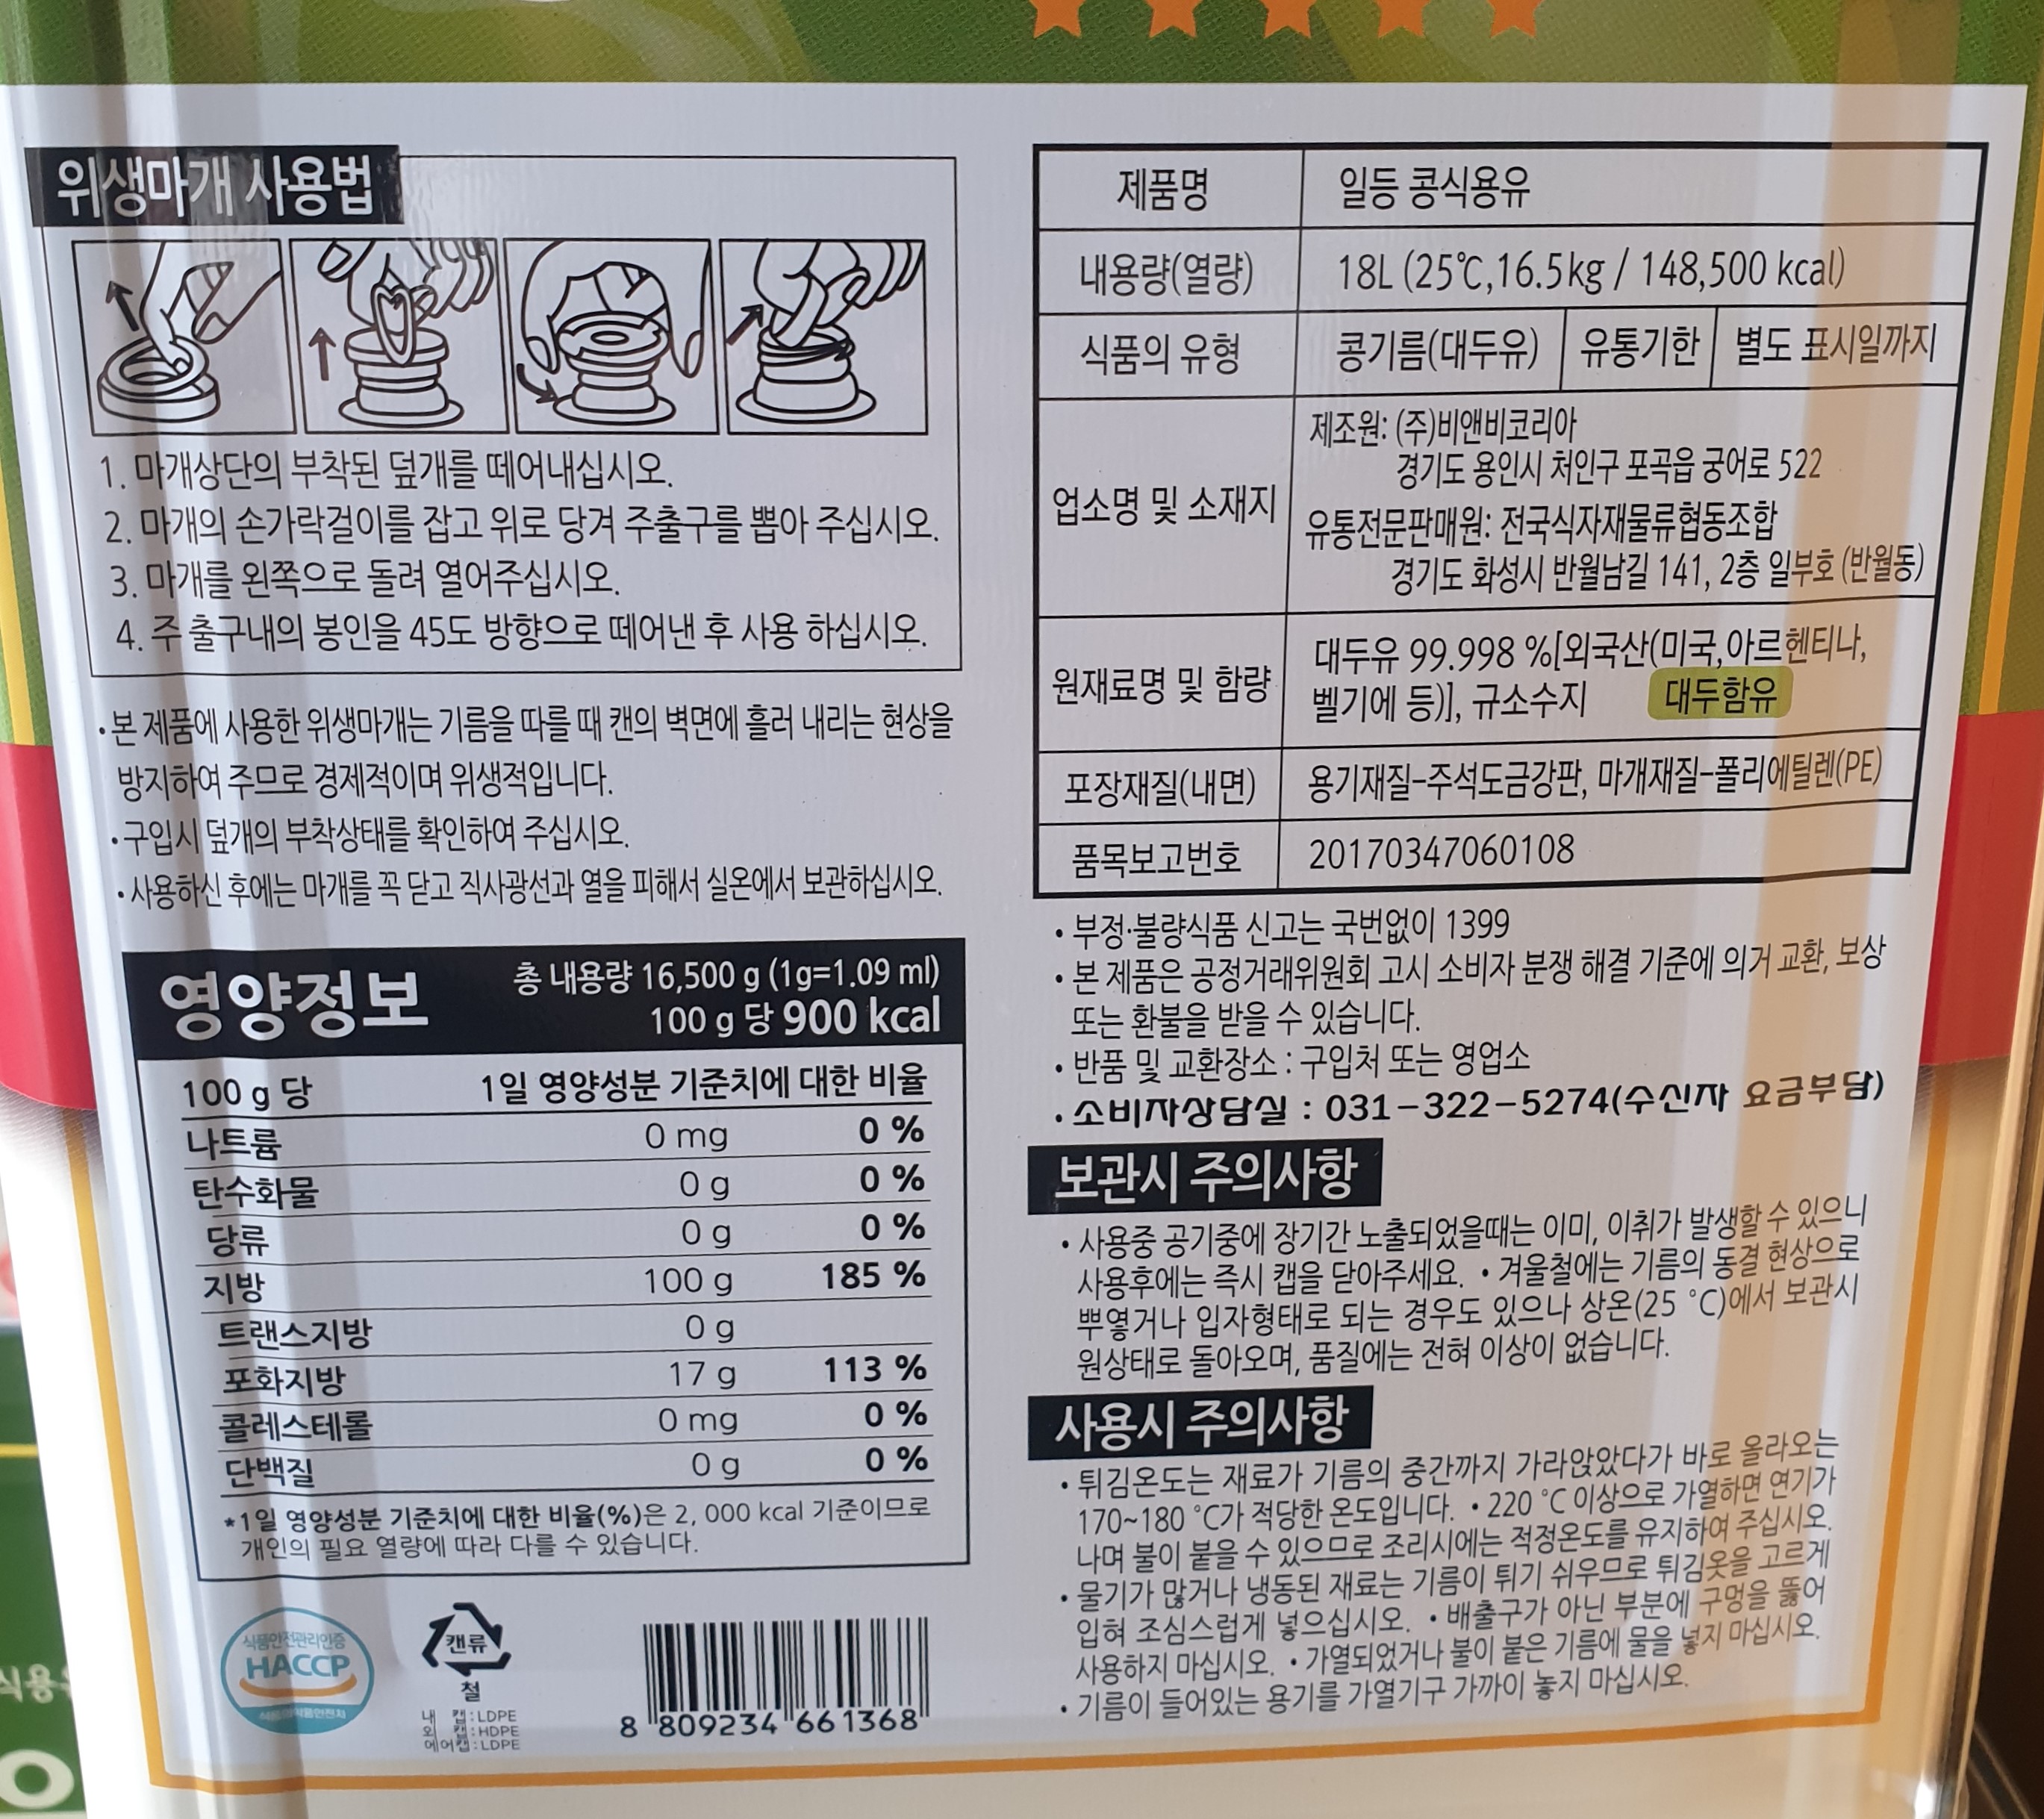 위생마개 사용법
1. 마개상단의 부착된 덮개를 떼어내십시오.
2. 마개의 손가락걸이를 잡고 위로 당겨 주출구를 뽑아 주십시오.
3. 마개를 왼쪽으로 돌려 열어주십시오.
4. 주 출구내의 봉인을 45도 방향으로 떼어낸 후 사용 하십시오.
• 본 제품에 사용한 위생마개는 기름을 따를 때 캔의 벽면에 흘러 내리는 현상을
방지하여 주므로 경제적이며 위생적입니다.
• 구입시 덮개의 부착상태를 확인하여 주십시오.
• 사용하신 후에는 마개를 꼭 닫고 직사광선과 열을 피해서 실온에서 보관하십시오.
영양정보
총 내용량 16,500 g (1g=1.09 ml)
100 g 당 900 kcal
100 g 당 1일 영양성분 기준치에 대한 비율
나트륨 0 mg 0 %
탄수화물 0 g 0 %
당류 0 g 0 %
지방 100 g 185 %
트랜스지방 0 g
포화지방 17 g 113 %
콜레스테롤 0 mg 0 %
단백질 0 g 0 %
*1일 영양성분 기준치에 대한 비율(%)은 2, 000 kcal 기준이므로
개인의 필요 열량에 따라 다를 수 있습니다.
식품안전관리인증
HACCP
캔류
철
내 캡:LDPE
외 캡:HDPE
에어캡:LDPE
8 809234 661368
제품명 일등 콩식용유
내용량(열량) 18L (25℃,16.5kg / 148,500 kcal)
식품의 유형 콩기름(대두유) 유통기한 별도 표시일까지
업소명 및 소재지
제조원: (주)비앤비코리아
경기도 용인시 처인구 포곡읍 궁어로 522
유통전문판매원: 전국식자재물류협동조합
경기도 화성시 반월남길 141, 2층 일부호 (반월동)
원재료명 및 함량
대두유 99.998 %[외국산(미국,아르헨티나,
벨기에 등)], 규소수지 대두함유
포장재질(내면) 용기재질-주석도금강판, 마개재질-폴리에틸렌(PE)
품목보고번호 20170347060108
• 부정·불량식품 신고는 국번없이 1399
• 본 제품은 공정거래위원회 고시 소비자 분쟁 해결 기준에 의거 교환, 보상
또는 환불을 받을 수 있습니다.
• 반품 및 교환장소 : 구입처 또는 영업소
• 소비자상담실 : 031-322-5274(수신자 요금부담)
보관시 주의사항
• 사용중 공기중에 장기간 노출되었을때는 이미, 이취가 발생할 수 있으니
사용후에는 즉시 캡을 닫아주세요. • 겨울철에는 기름의 동결 현상으로
뿌옇거나 입자형태로 되는 경우도 있으나 상온(25 °C)에서 보관시
원상태로 돌아오며, 품질에는 전혀 이상이 없습니다.
사용시 주의사항
• 튀김온도는 재료가 기름의 중간까지 가라앉았다가 바로 올라오는
170~180 °C가 적당한 온도입니다. • 220 °C 이상으로 가열하면 연기가
나며 불이 붙을 수 있으므로 조리시에는 적정온도를 유지하여 주십시오.
• 물기가 많거나 냉동된 재료는 기름이 튀기 쉬우므로 튀김옷을 고르게
입혀 조심스럽게 넣으십시오. • 배출구가 아닌 부분에 구멍을 뚫어
사용하지 마십시오. • 가열되었거나 불이 붙은 기름에 물을 넣지 마십시오.
• 기름이 들어있는 용기를 가열기구 가까이 놓지 마십시오.